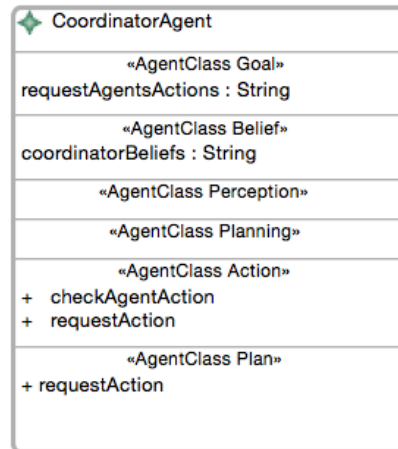 CoordinatorAgent
«AgentClass Goal»
requestAgentsActions : String
«AgentClass Belief»
coordinatorBeliefs : String
«AgentClass Perception»
«AgentClass Planning»
«AgentClass Action»
+ checkAgentAction
+ requestAction
«AgentClass Plan»
+ requestAction